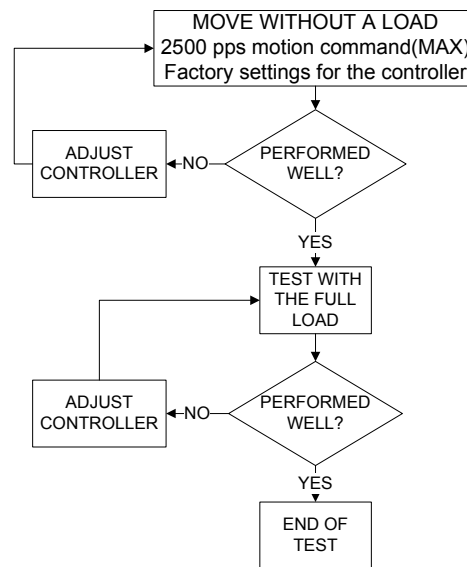 MOVE WITHOUT A LOAD
2500 pps motion command(MAX)
Factory settings for the controller
ADJUST
CONTROLLER
NO
PERFORMED
WELL?
YES
TEST WITH
THE FULL
LOAD
ADJUST
CONTROLLER
NO
PERFORMED
WELL?
YES
END OF
TEST